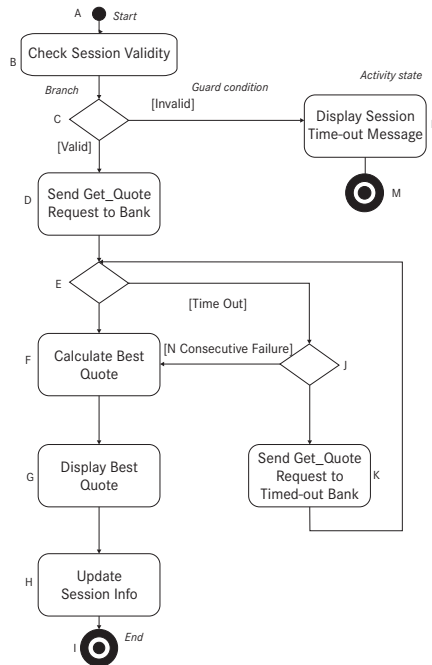 A
Start
Check Session Validity
B
Branch
Guard condition
Activity state
[Invalid]
C
Display Session
Time-out Message
[Valid]
M
D
Send Get_Quote
Request to Bank
E
[Time Out]
[N Consecutive Failure]
F
Calculate Best
Quote
J
G
Display Best
Quote
Send Get_Quote
Request to
Timed-out Bank
K
H
Update
Session Info
End
I